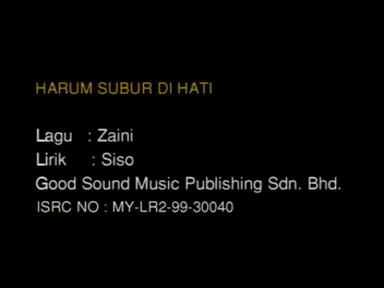 HARUM SUBUR DI HATI
Lagu : Zaini
Lirik : Siso
Good Sound Music Publishing Sdn. Bhd.
ISRC NO : MY-LR2-99-30040